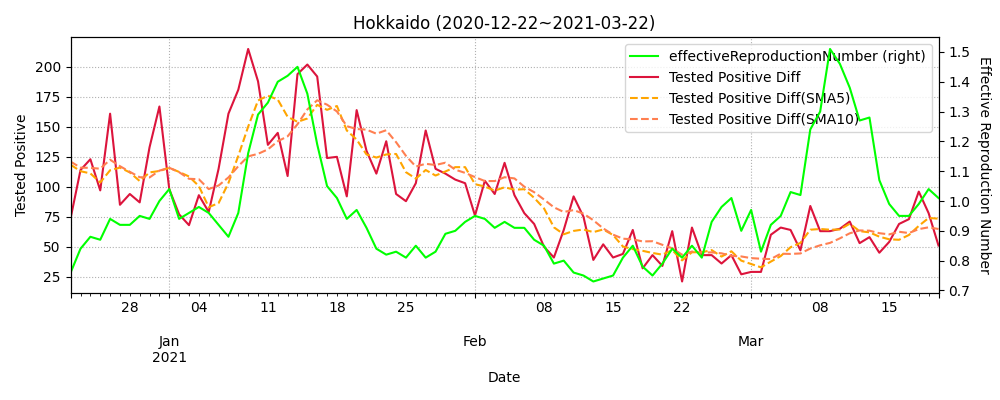 Hokkaido (2020-12-22~2021-03-22)
effectiveReproductionNumber (right)
Tested Positive Diff
Tested Positive Diff(SMA5)
Tested Positive Diff(SMA10)
Tested Positive
200
175
150
125
100
75
50
25
1.5
1.4
1.3
1.2
1.1
1.0
0.9
0.8
0.7
Effective Reproduction Number
28 04 11 18 25 08 15 22 08 15
Jan Feb Mar
2021
Date